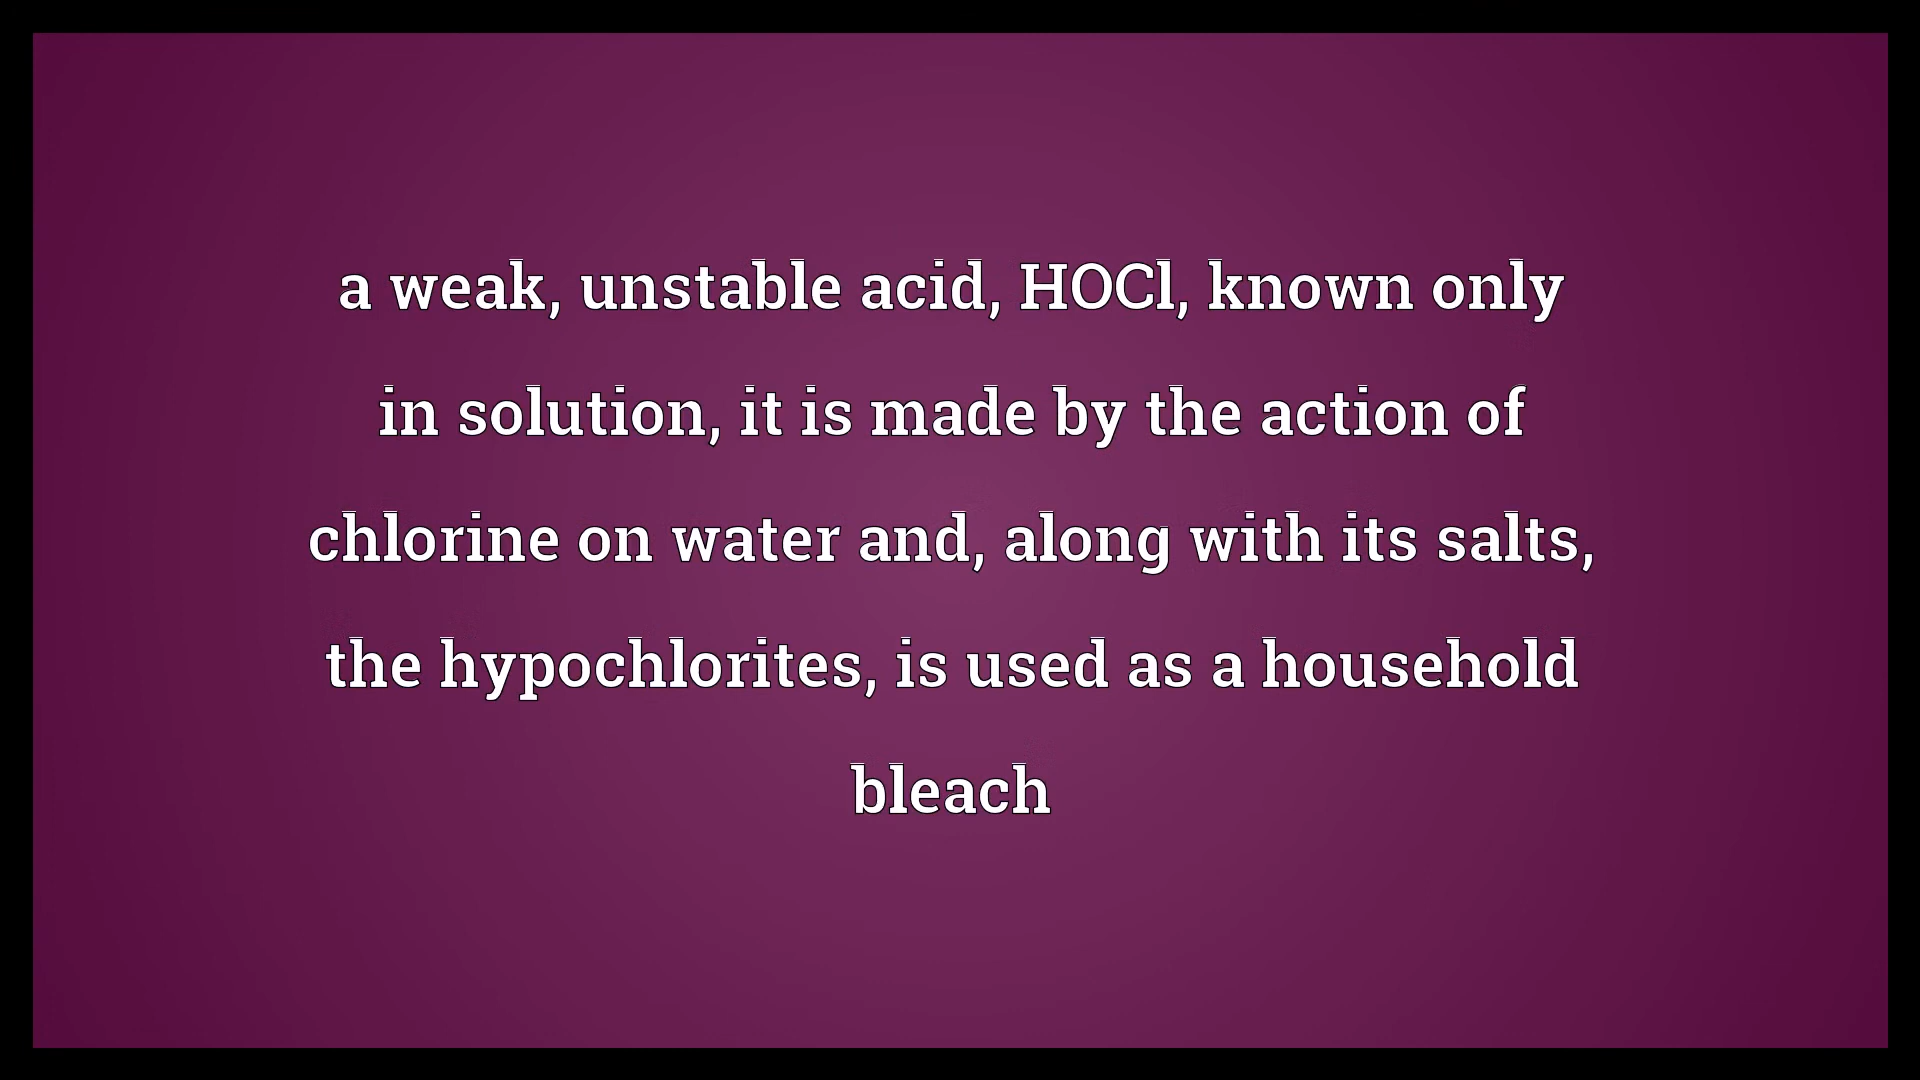 a weak, unstable acid, HOCl, known only
in solution, it is made by the action of
chlorine on water and, along with its salts,
the hypochlorites, is used as a household
bleach